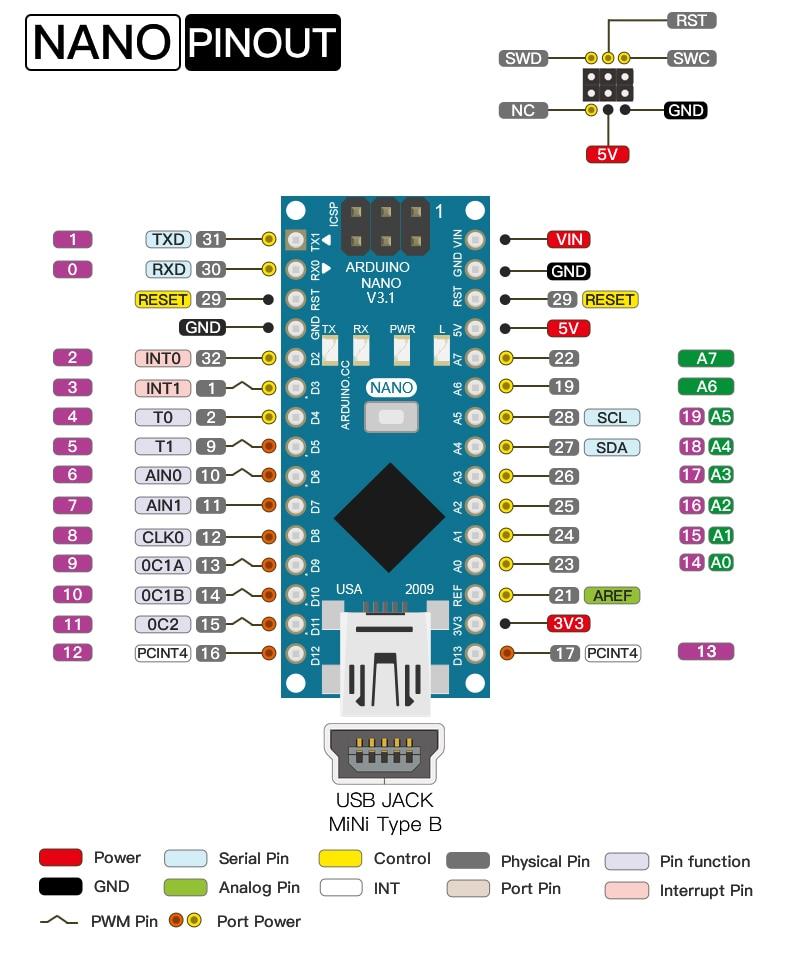 NANO PINOUT
RST
SWD SWC
NC GND
5V
ICSP 1
1 TXD 31 TX1 VIN VIN
ARDUINO
NANO
V3.1
0 RXD 30 RX0 GND GND
RESET 29 RST RST 29 RESET
GND GND 5V 5V
TX RX PWR L
2 INT0 32 D2 A7 22 A7
3 INT1 1 D3 A6 19 A6
ARDUINO.CC
NANO
4 T0 2 D4 A5 28 SCL 19 A5
5 T1 9 D5 A4 27 SDA 18 A4
6 AIN0 10 D6 A3 26 17 A3
7 AIN1 11 D7 A2 25 16 A2
8 CLK0 12 D8 A1 24 15 A1
9 0C1A 13 D9 A0 23 14 A0
USA 2009
10 0C1B 14 D10 REF 21 AREF
11 0C2 15 D11 3V3 3V3
12 PCINT4 16 D12 D13 17 PCINT4 13
USB JACK
MiNi Type B
Power Serial Pin Control Physical Pin Pin function
GND Analog Pin INT Port Pin Interrupt Pin
PWM Pin Port Power